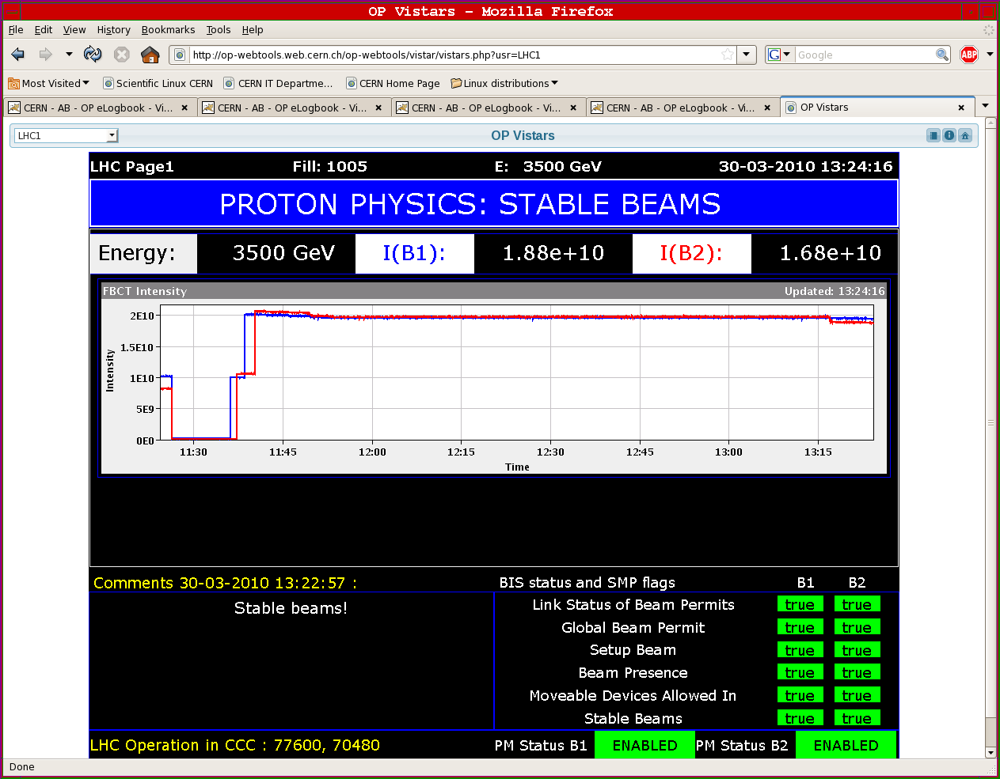 OP Vistars - Mozilla Firefox
File Edit View History Bookmarks Tools Help
http://op-webtools.web.cern.ch/op-webtools/vistar/vistars.php?usr=LHC1 G Google ABP
Most Visited Scientific Linux CERN CERN IT Departme... CERN Home Page Linux distributions
CERN - AB - OP eLogbook - Vi... CERN - AB - OP eLogbook - Vi... CERN - AB - OP eLogbook - Vi... CERN - AB - OP eLogbook - Vi... OP Vistars
LHC1 OP Vistars
LHC Page1 Fill: 1005 E: 3500 GeV 30-03-2010 13:24:16
PROTON PHYSICS: STABLE BEAMS
Energy: 3500 GeV I(B1): 1.88e+10 I(B2): 1.68e+10
FBCT Intensity Updated: 13:24:16
Intensity
2E10
1.5E10
1E10
5E9
0E0
11:30 11:45 12:00 12:15 12:30 12:45 13:00 13:15
Time
Comments 30-03-2010 13:22:57 :
Stable beams!
BIS status and SMP flags B1 B2
Link Status of Beam Permits true true
Global Beam Permit true true
Setup Beam true true
Beam Presence true true
Moveable Devices Allowed In true true
Stable Beams true true
LHC Operation in CCC : 77600, 70480 PM Status B1 ENABLED PM Status B2 ENABLED
Done